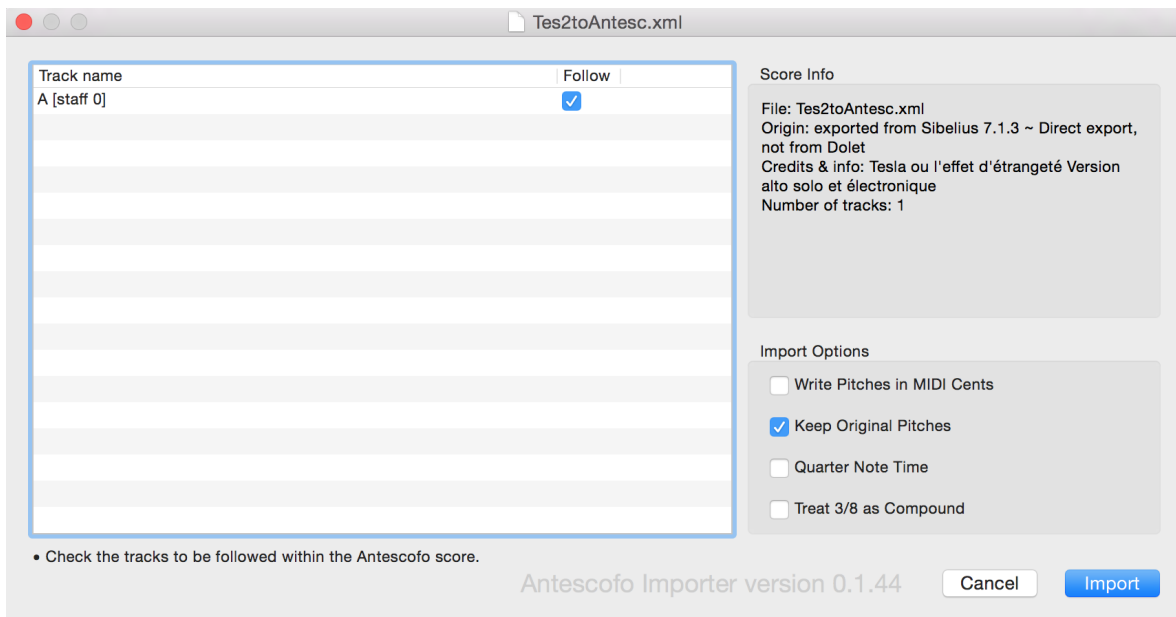 Tes2toAntesc.xml
Track name Follow
A [staff 0]
• Check the tracks to be followed within the Antescofo score.
Score Info
File: Tes2toAntesc.xml
Origin: exported from Sibelius 7.1.3 ~ Direct export,
not from Dolet
Credits & info: Tesla ou l'effet d'étrangeté Version
alto solo et électronique
Number of tracks: 1
Import Options
Write Pitches in MIDI Cents
Keep Original Pitches
Quarter Note Time
Treat 3/8 as Compound
Antescofo Importer version 0.1.44
Cancel
Import